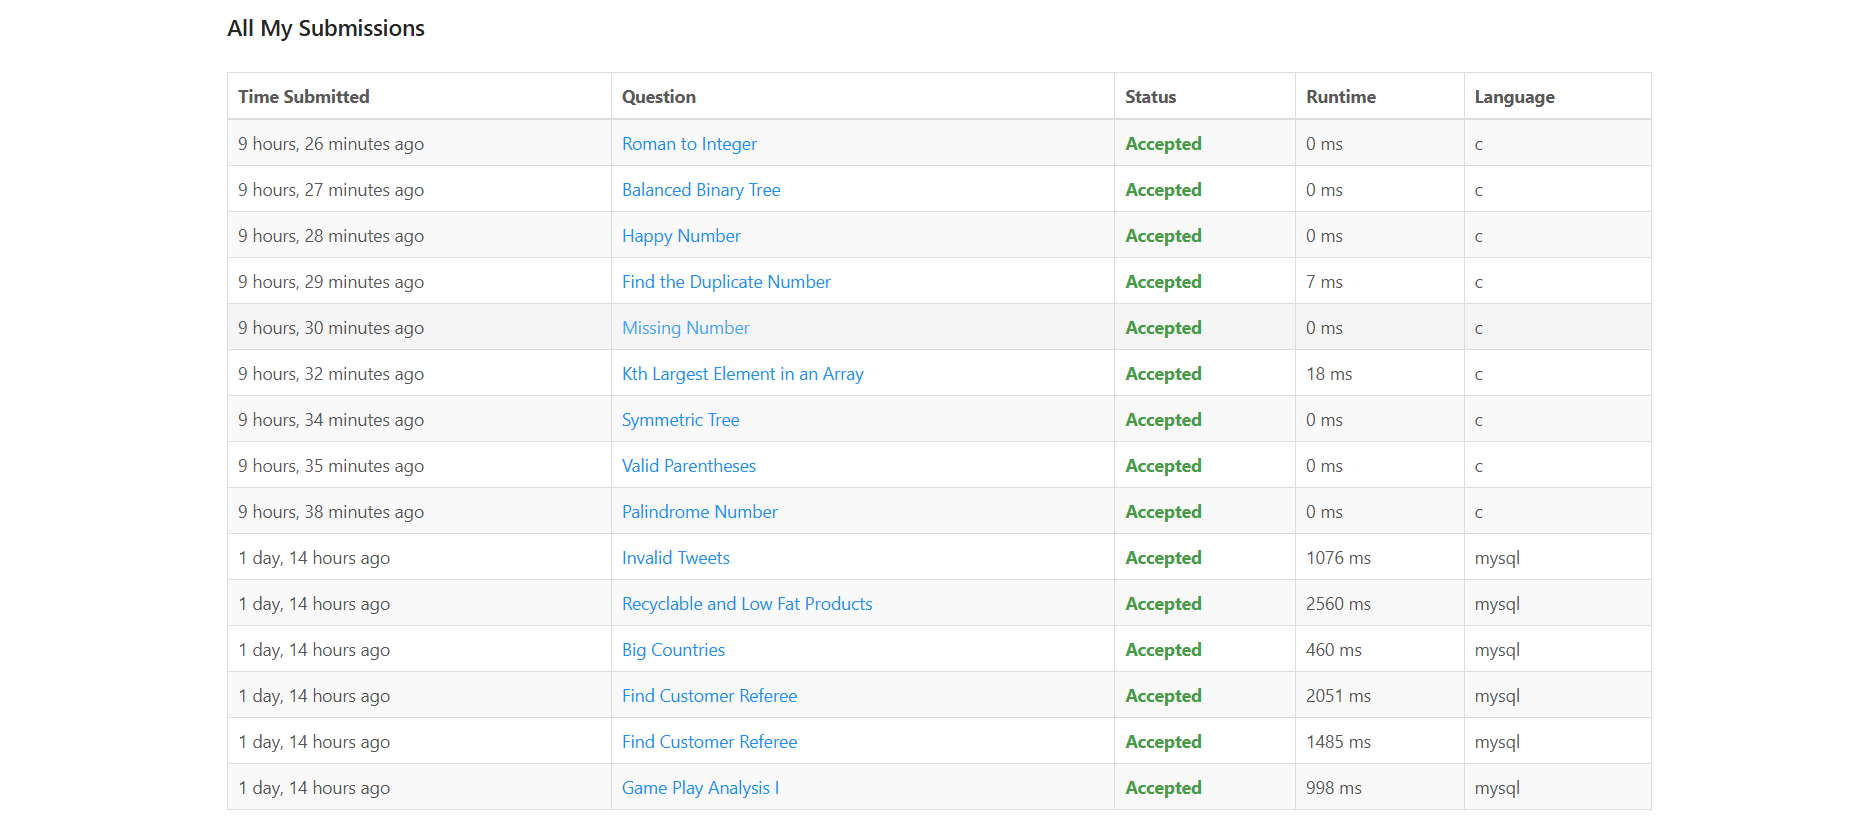 All My Submissions
Time Submitted Question Status Runtime Language
9 hours, 26 minutes ago Roman to Integer Accepted 0 ms c
9 hours, 27 minutes ago Balanced Binary Tree Accepted 0 ms c
9 hours, 28 minutes ago Happy Number Accepted 0 ms c
9 hours, 29 minutes ago Find the Duplicate Number Accepted 7 ms c
9 hours, 30 minutes ago Missing Number Accepted 0 ms c
9 hours, 32 minutes ago Kth Largest Element in an Array Accepted 18 ms c
9 hours, 34 minutes ago Symmetric Tree Accepted 0 ms c
9 hours, 35 minutes ago Valid Parentheses Accepted 0 ms c
9 hours, 38 minutes ago Palindrome Number Accepted 0 ms c
1 day, 14 hours ago Invalid Tweets Accepted 1076 ms mysql
1 day, 14 hours ago Recyclable and Low Fat Products Accepted 2560 ms mysql
1 day, 14 hours ago Big Countries Accepted 460 ms mysql
1 day, 14 hours ago Find Customer Referee Accepted 2051 ms mysql
1 day, 14 hours ago Find Customer Referee Accepted 1485 ms mysql
1 day, 14 hours ago Game Play Analysis I Accepted 998 ms mysql